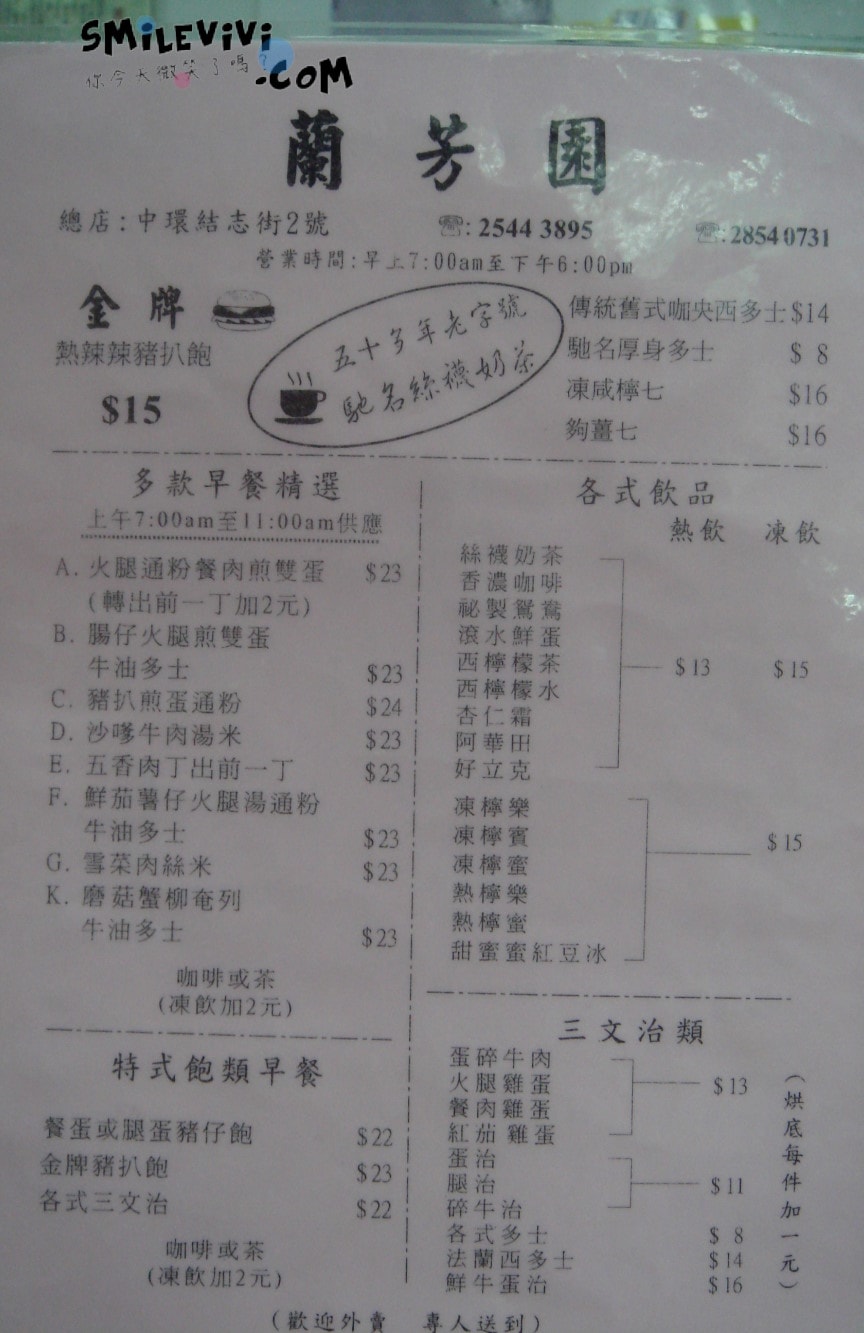 SMiLEViVi
.COM
你今天微笑了嗎?
蘭芳園
總店:中環結志街2號 ☎:2544 3895 ☎:2854 0731
營業時間:早上7:00am至下午6:00pm
金牌
熱辣辣豬扒飽
$15
五十多年老字號
馳名絲襪奶茶
傳統舊式咖央西多士$14
馳名厚身多士 $ 8
凍咸檸七 $16
夠薑七 $16
多款早餐精選
上午7:00am至11:00am供應
A. 火腿通粉餐肉煎雙蛋 $23
(轉出前一丁加2元)
B. 腸仔火腿煎雙蛋
牛油多士 $23
C. 豬扒煎蛋通粉 $24
D. 沙嗲牛肉湯米 $23
E. 五香肉丁出前一丁 $23
F. 鮮茄薯仔火腿湯通粉
牛油多士 $23
G. 雪菜肉絲米 $23
K. 磨菇蟹柳奄列
牛油多士 $23
咖啡或茶
(凍飲加2元)
特式飽類早餐
餐蛋或腿蛋豬仔飽 $22
金牌豬扒飽 $23
各式三文治 $22
咖啡或茶
(凍飲加2元)
各式飲品
熱飲 凍飲
絲襪奶茶
香濃咖啡
祕製鴛鴦
滾水鮮蛋
西檸檬茶 $13 $15
西檸檬水
杏仁霜
阿華田
好立克
凍檸樂
凍檸賓 $15
凍檸蜜
熱檸樂
熱檸蜜
甜蜜蜜紅豆冰
三文治類
蛋碎牛肉
火腿雞蛋 $13
餐肉雞蛋
紅茄雞蛋
蛋治
腿治 $11
碎牛治
各式多士 $ 8
法蘭西多士 $14
鮮牛蛋治 $16
(烘底每件加一元)
(歡迎外賣 專人送到)